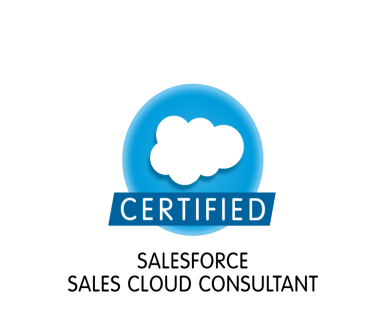 CERTIFIED
SALESFORCE
SALES CLOUD CONSULTANT